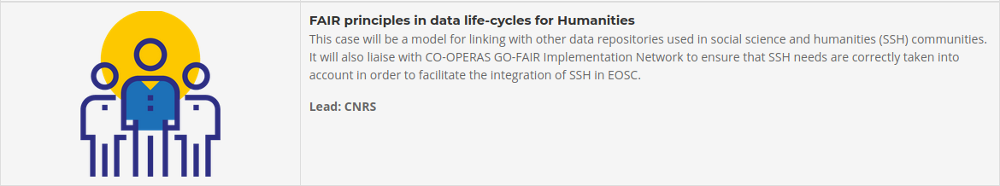 FAIR principles in data life-cycles for Humanities
This case will be a model for linking with other data repositories used in social science and humanities (SSH) communities.
It will also liaise with CO-OPERAS GO-FAIR Implementation Network to ensure that SSH needs are correctly taken into
account in order to facilitate the integration of SSH in EOSC.
Lead: CNRS